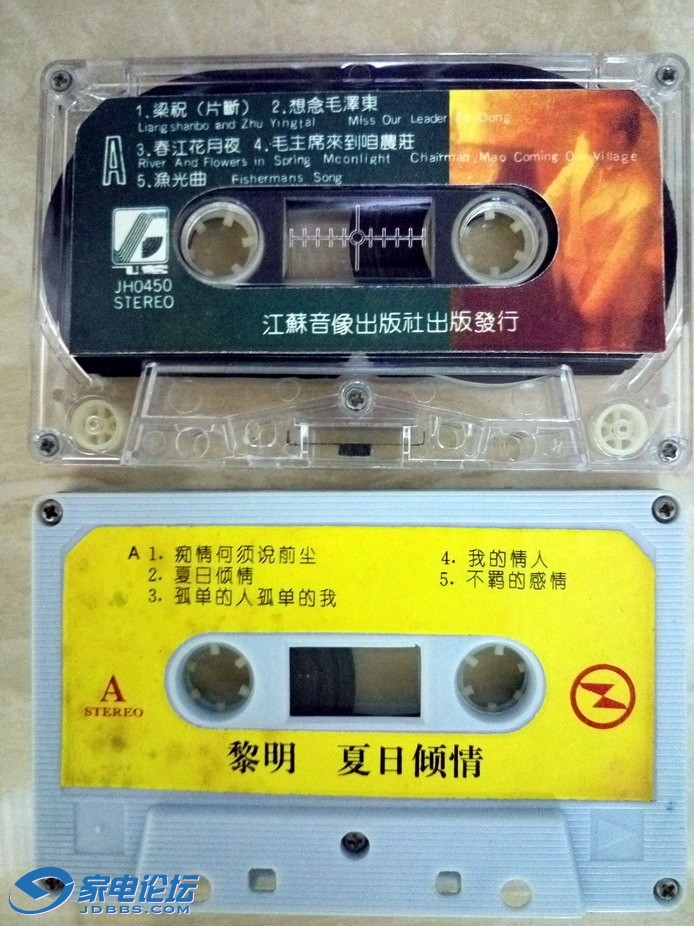 1.梁祝（片斷） 2.想念毛澤東
Liangshanbo and Zhu Yingtai Miss Our Leader Ze Dong
A
3.春江花月夜 4.毛主席來到咱農莊
River And Flowers in Spring Moonlight Chairman Mao Coming Our Village
5.漁光曲 Fishermans Song
JH0450
STEREO
江蘇音像出版社出版發行
A 1. 痴情何须说前尘
2. 夏日倾情
3. 孤单的人孤单的我
4. 我的情人
5. 不羁的感情
A
STEREO
黎明 夏日倾情
家电论坛
JDBBS.COM